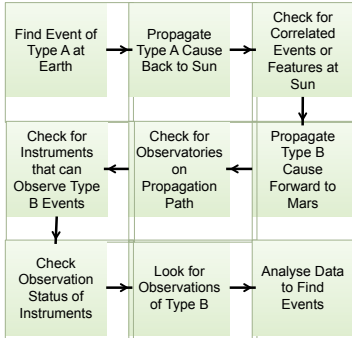 Find Event of
Type A at
Earth
Propagate
Type A Cause
Back to Sun
Check for
Correlated
Events or
Features at
Sun
Propagate
Type B
Cause
Forward to
Mars
Check for
Observatories
on
Propagation
Path
Check for
Instruments
that can
Observe Type
B Events
Check
Observation
Status of
Instruments
Look for
Observations
of Type B
Analyse Data
to Find
Events